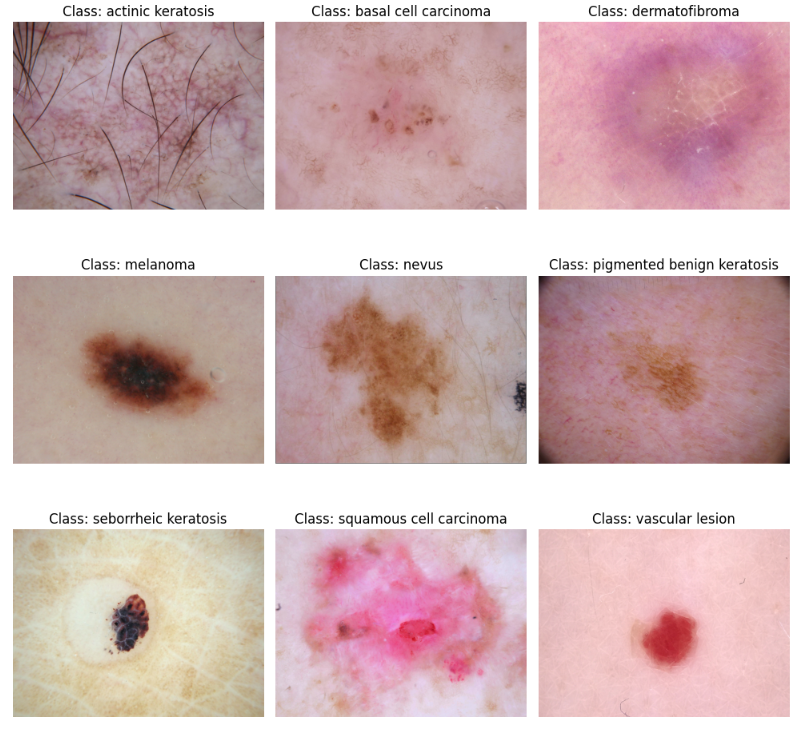 Class: actinic keratosis
Class: basal cell carcinoma
Class: dermatofibroma
Class: melanoma
Class: nevus
Class: pigmented benign keratosis
Class: seborrheic keratosis
Class: squamous cell carcinoma
Class: vascular lesion